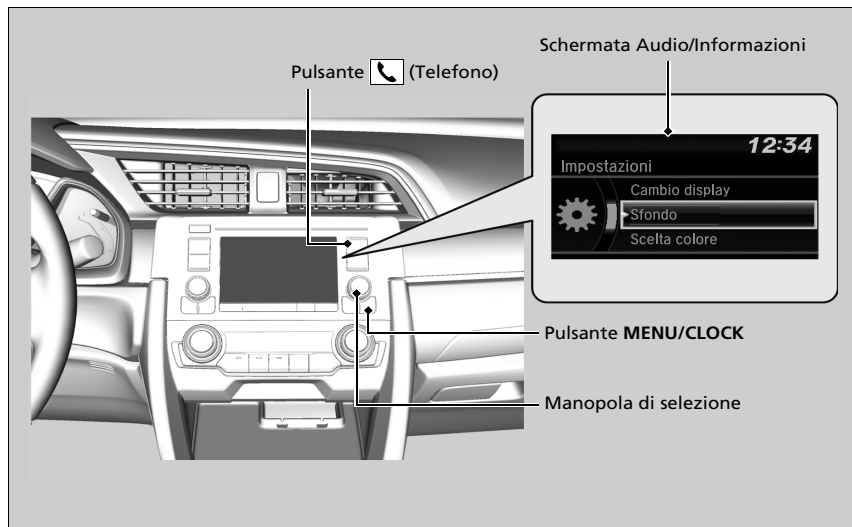 Schermata Audio/Informazioni
Pulsante (Telefono)
12:34
Impostazioni
Cambio display
Sfondo
Scelta colore
Pulsante MENU/CLOCK
Manopola di selezione